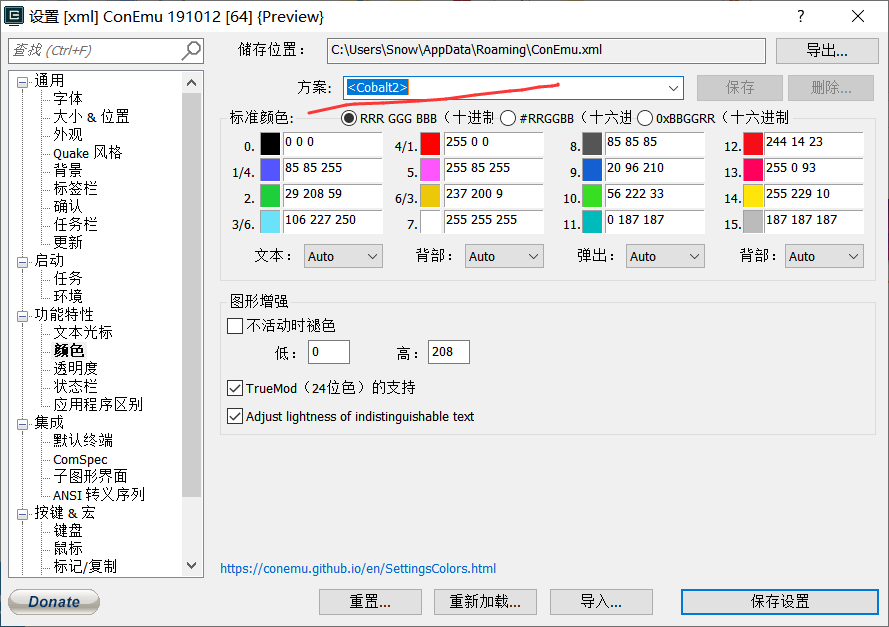 设置 [xml] ConEmu 191012 [64] {Preview}
查找 (Ctrl+F)
储存位置：
C:\Users\Snow\AppData\Roaming\ConEmu.xml
导出...
方案:
<Cobalt2>
保存
删除...
通用
字体
大小 & 位置
外观
Quake 风格
背景
标签栏
确认
任务栏
更新
启动
任务
环境
功能特性
文本光标
颜色
透明度
状态栏
应用程序区别
集成
默认终端
ComSpec
子图形界面
ANSI 转义序列
按键 & 宏
键盘
鼠标
标记/复制
标准颜色:
RRR GGG BBB（十进制
#RRGGBB（十六进
0xBBGGRR（十六进制
0. 0 0 0 4/1. 255 0 0 8. 85 85 85 12. 244 14 23
1/4. 85 85 255 5. 255 85 255 9. 20 96 210 13. 255 0 93
2. 29 208 59 6/3. 237 200 9 10. 56 222 33 14. 255 229 10
3/6. 106 227 250 7. 255 255 255 11. 0 187 187 15. 187 187 187
文本： Auto 背部： Auto 弹出： Auto 背部： Auto
图形增强
不活动时褪色
低： 0 高： 208
TrueMod（24位色）的支持
Adjust lightness of indistinguishable text
https://conemu.github.io/en/SettingsColors.html
Donate
重置...
重新加载...
导入...
保存设置